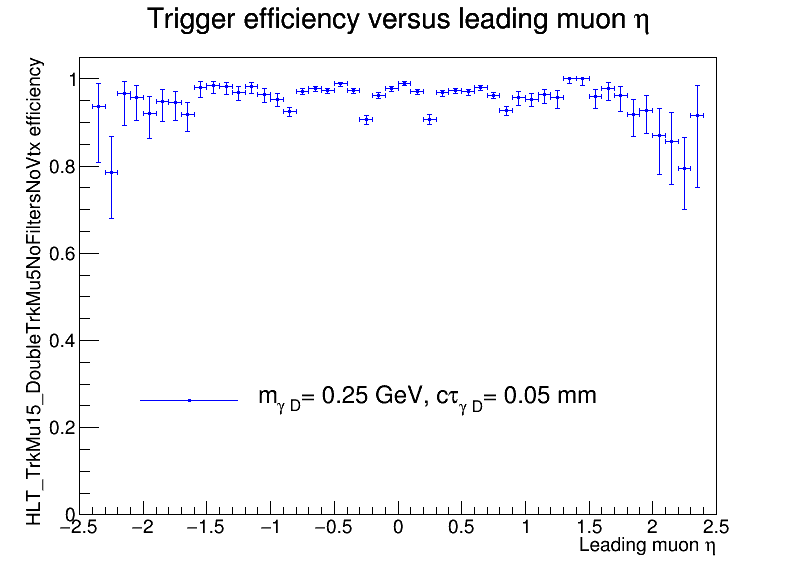 Trigger efficiency versus leading muon η
HLT_TrkMu15_DoubleTrkMu5NoFiltersNoVtx efficiency
1
0.8
0.6
0.4
0.2
0
mγ D= 0.25 GeV, cτγ D= 0.05 mm
−2.5 −2 −1.5 −1 −0.5 0 0.5 1 1.5 2 2.5
Leading muon η